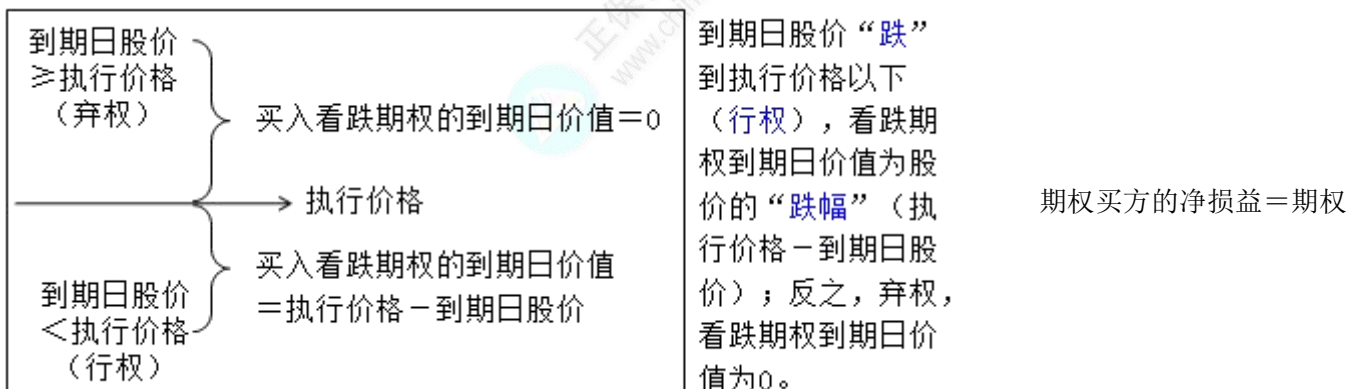 到期日股价
≥执行价格
（弃权）
买入看跌期权的到期日价值＝0
执行价格
买入看跌期权的到期日价值
＝执行价格－到期日股价
到期日股价
＜执行价格
（行权）
到期日股价“跌”
到执行价格以下
（行权），看跌期
权到期日价值为股
价的“跌幅”（执
行价格－到期日股
价）；反之，弃权，
看跌期权到期日价
值为0。
期权买方的净损益＝期权